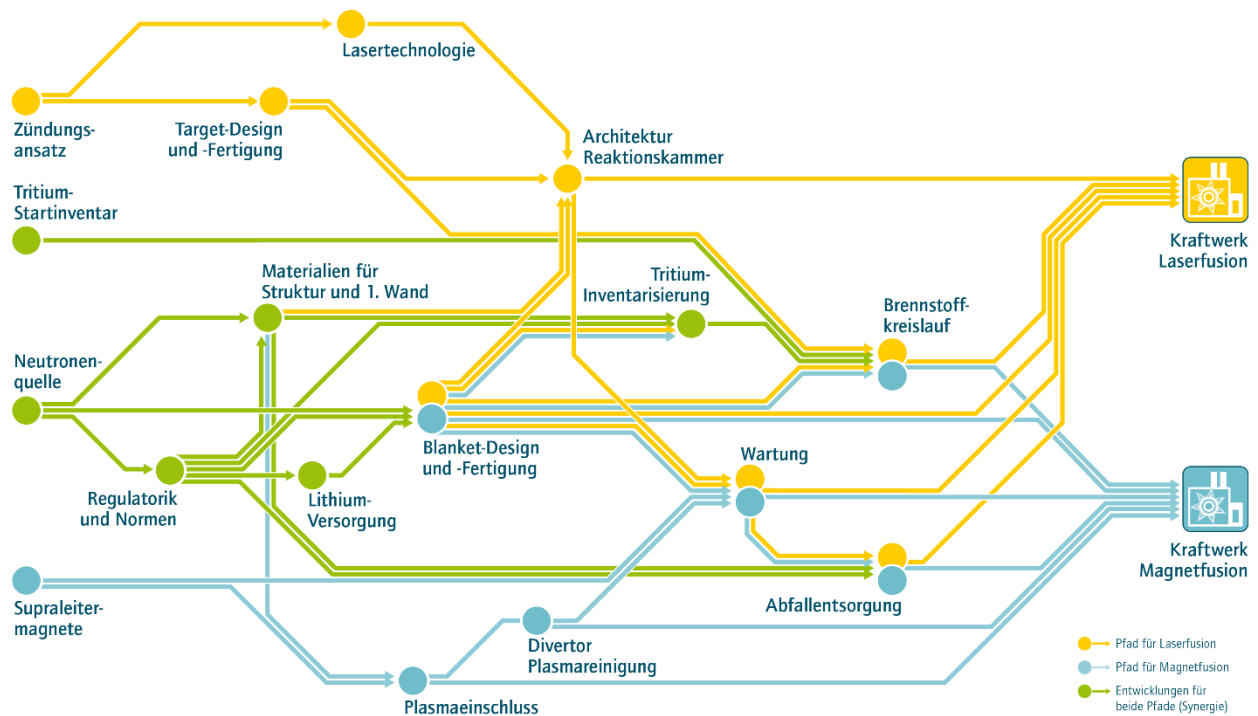 Lasertechnologie
Zündungs-
ansatz
Target-Design
und -Fertigung
Architektur
Reaktionskammer
Kraftwerk
Laserfusion
Tritium-
Startinventar
Materialien für
Struktur und 1. Wand
Tritium-
Inventarisierung
Brennstoff-
kreislauf
Neutronen-
quelle
Blanket-Design
und -Fertigung
Wartung
Regulatorik
und Normen
Lithium-
Versorgung
Kraftwerk
Magnetfusion
Supraleiter-
magnete
Abfallentsorgung
Divertor
Plasmareinigung
Plasmaeinschluss
Pfad für Laserfusion
Pfad für Magnetfusion
Entwicklungen für
beide Pfade (Synergie)